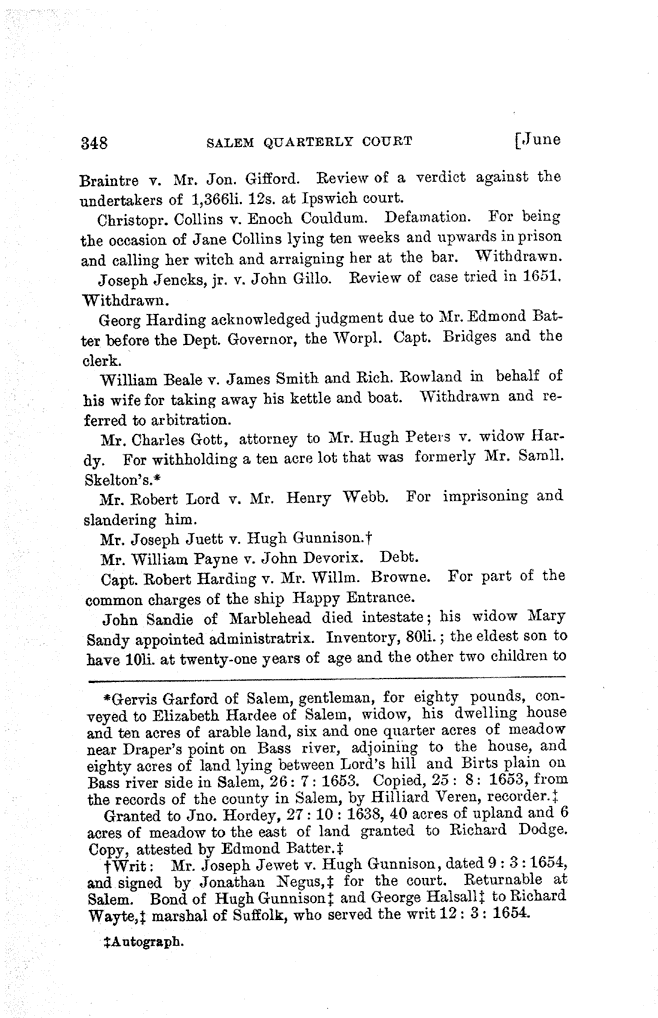 348 SALEM QUARTERLY COURT [June
Braintre v. Mr. Jon. Gifford. Review of a verdict against the
undertakers of 1,366li. 12s. at Ipswich court.
Christopr. Collins v. Enoch Couldum. Defamation. For being
the occasion of Jane Collins lying ten weeks and upwards in prison
and calling her witch and arraigning her at the bar. Withdrawn.
Joseph Jencks, jr. v. John Gillo. Review of case tried in 1651.
Withdrawn.
Georg Harding acknowledged judgment due to Mr. Edmond Bat-
ter before the Dept. Governor, the Worpl. Capt. Bridges and the
clerk.
William Beale v. James Smith and Rich. Rowland in behalf of
his wife for taking away his kettle and boat. Withdrawn and re-
ferred to arbitration.
Mr. Charles Gott, attorney to Mr. Hugh Peters v. widow Har-
dy. For withholding a ten acre lot that was formerly Mr. Samll.
Skelton's.*
Mr. Robert Lord v. Mr. Henry Webb. For imprisoning and
slandering him.
Mr. Joseph Juett v. Hugh Gunnison.†
Mr. William Payne v. John Devorix. Debt.
Capt. Robert Harding v. Mr. Willm. Browne. For part of the
common charges of the ship Happy Entrance.
John Sandie of Marblehead died intestate; his widow Mary
Sandy appointed administratrix. Inventory, 80li.; the eldest son to
have 10li. at twenty-one years of age and the other two children to
*Gervis Garford of Salem, gentleman, for eighty pounds, con-
veyed to Elizabeth Hardee of Salem, widow, his dwelling house
and ten acres of arable land, six and one quarter acres of meadow
near Draper's point on Bass river, adjoining to the house, and
eighty acres of land lying between Lord's hill and Birts plain on
Bass river side in Salem, 26: 7: 1653. Copied, 25: 8: 1653, from
the records of the county in Salem, by Hilliard Veren, recorder.‡
Granted to Jno. Hordey, 27: 10: 1638, 40 acres of upland and 6
acres of meadow to the east of land granted to Richard Dodge.
Copy, attested by Edmond Batter.‡
†Writ: Mr. Joseph Jewet v. Hugh Gunnison, dated 9: 3: 1654,
and signed by Jonathan Negus,‡ for the court. Returnable at
Salem. Bond of Hugh Gunnison‡ and George Halsall‡ to Richard
Wayte,‡ marshal of Suffolk, who served the writ 12: 3: 1654.
‡Autograph.